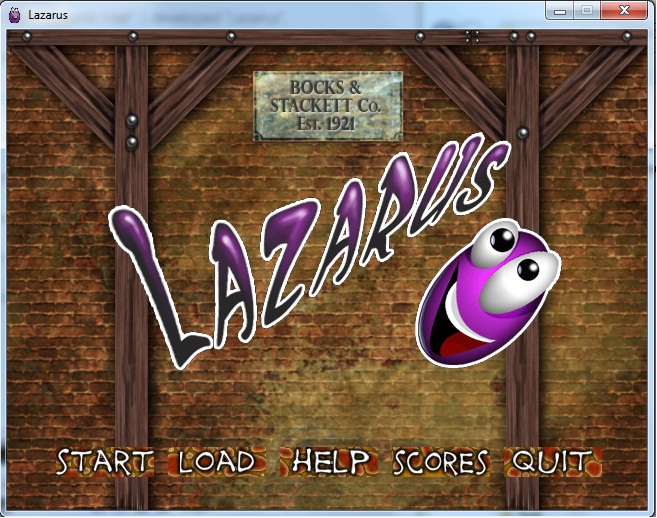 Lazarus
BOCKS &
STACKETT CO.
EST. 1921
LAZARUS
START LOAD HELP SCORES QUIT